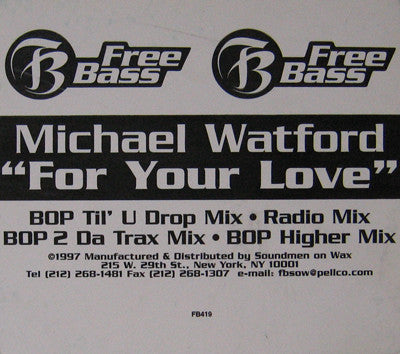 FB Free Bass FB Free Bass
Michael Watford
“For Your Love”
BOP Til’ U Drop Mix • Radio Mix
BOP 2 Da Trax Mix • BOP Higher Mix
©1997 Manufactured & Distributed by Soundmen on Wax
215 W. 29th St., New York, NY 10001
Tel (212) 268-1481 Fax (212) 268-1307 e-mail: fbsow@pellco.com
FB419